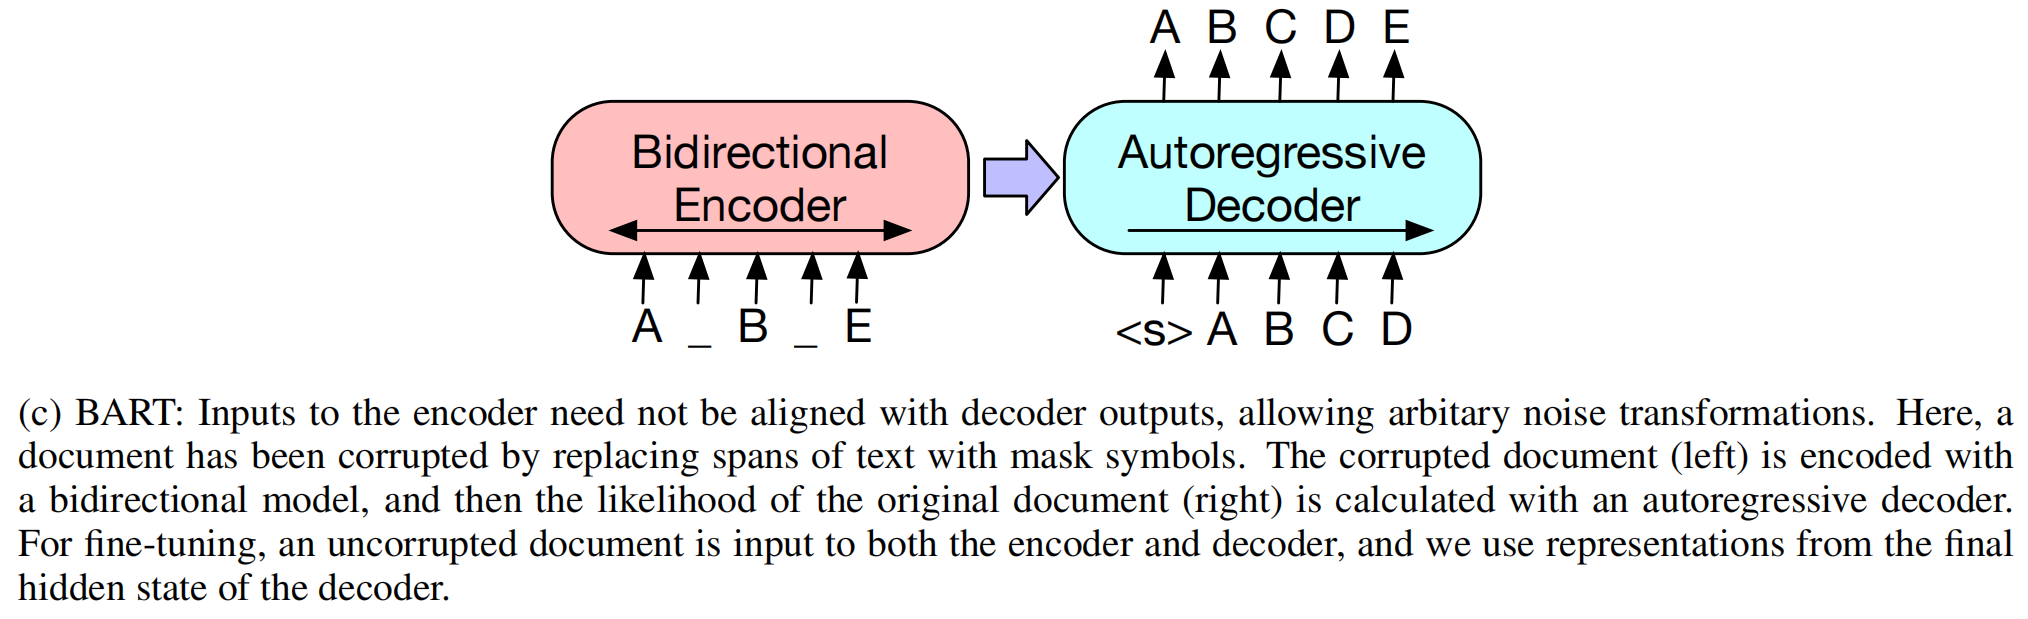 A B C D E
Bidirectional
Encoder
Autoregressive
Decoder
A _ B _ E
<s> A B C D
(c) BART: Inputs to the encoder need not be aligned with decoder outputs, allowing arbitary noise transformations. Here, a
document has been corrupted by replacing spans of text with mask symbols. The corrupted document (left) is encoded with
a bidirectional model, and then the likelihood of the original document (right) is calculated with an autoregressive decoder.
For fine-tuning, an uncorrupted document is input to both the encoder and decoder, and we use representations from the final
hidden state of the decoder.